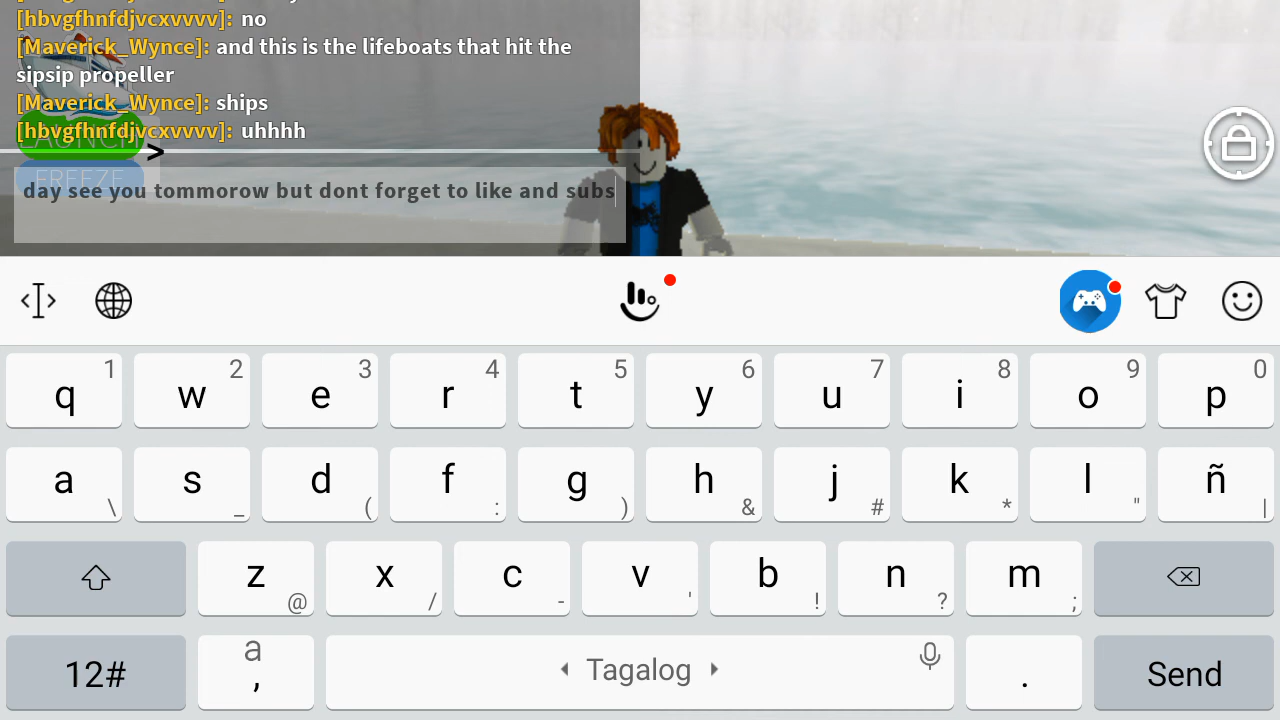 [hbvgfhnfdjvcxvvvv]: no
[Maverick_Wynce]: and this is the lifeboats that hit the
sipsip propeller
[Maverick_Wynce]: ships
[hbvgfhnfdjvcxvvvv]: uhhhh
LAUNCH
>
FREEZE
day see you tommorow but dont forget to like and subs
q 1 w 2 e 3 r 4 t 5 y 6 u 7 i 8 o 9 p 0
a \ s _ d ( f : g ) h & j # k * l " ñ |
z @ x / c - v ' b ! n ? m ;
12# a , Tagalog . Send